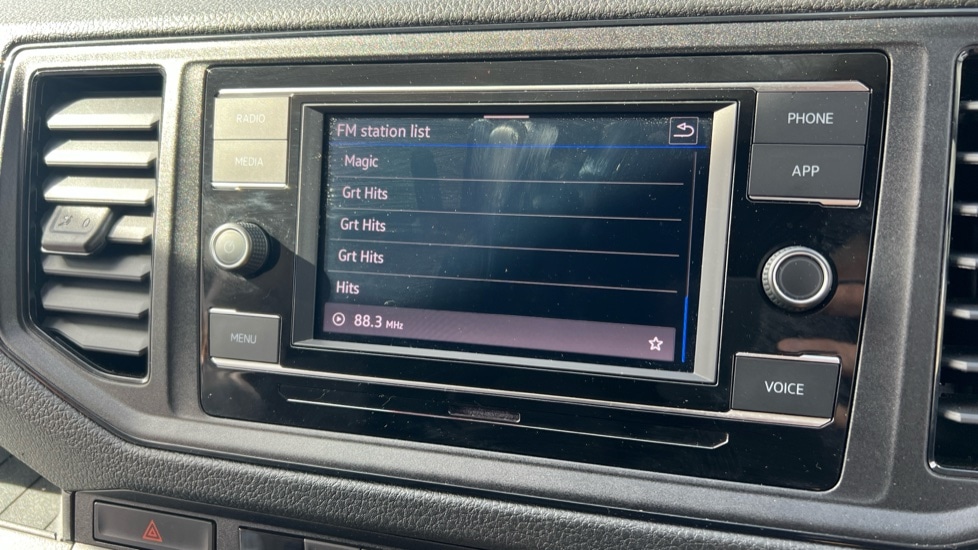 RADIO
MEDIA
MENU
FM station list
Magic
Grt Hits
Grt Hits
Grt Hits
Hits
88.3 MHz
PHONE
APP
VOICE